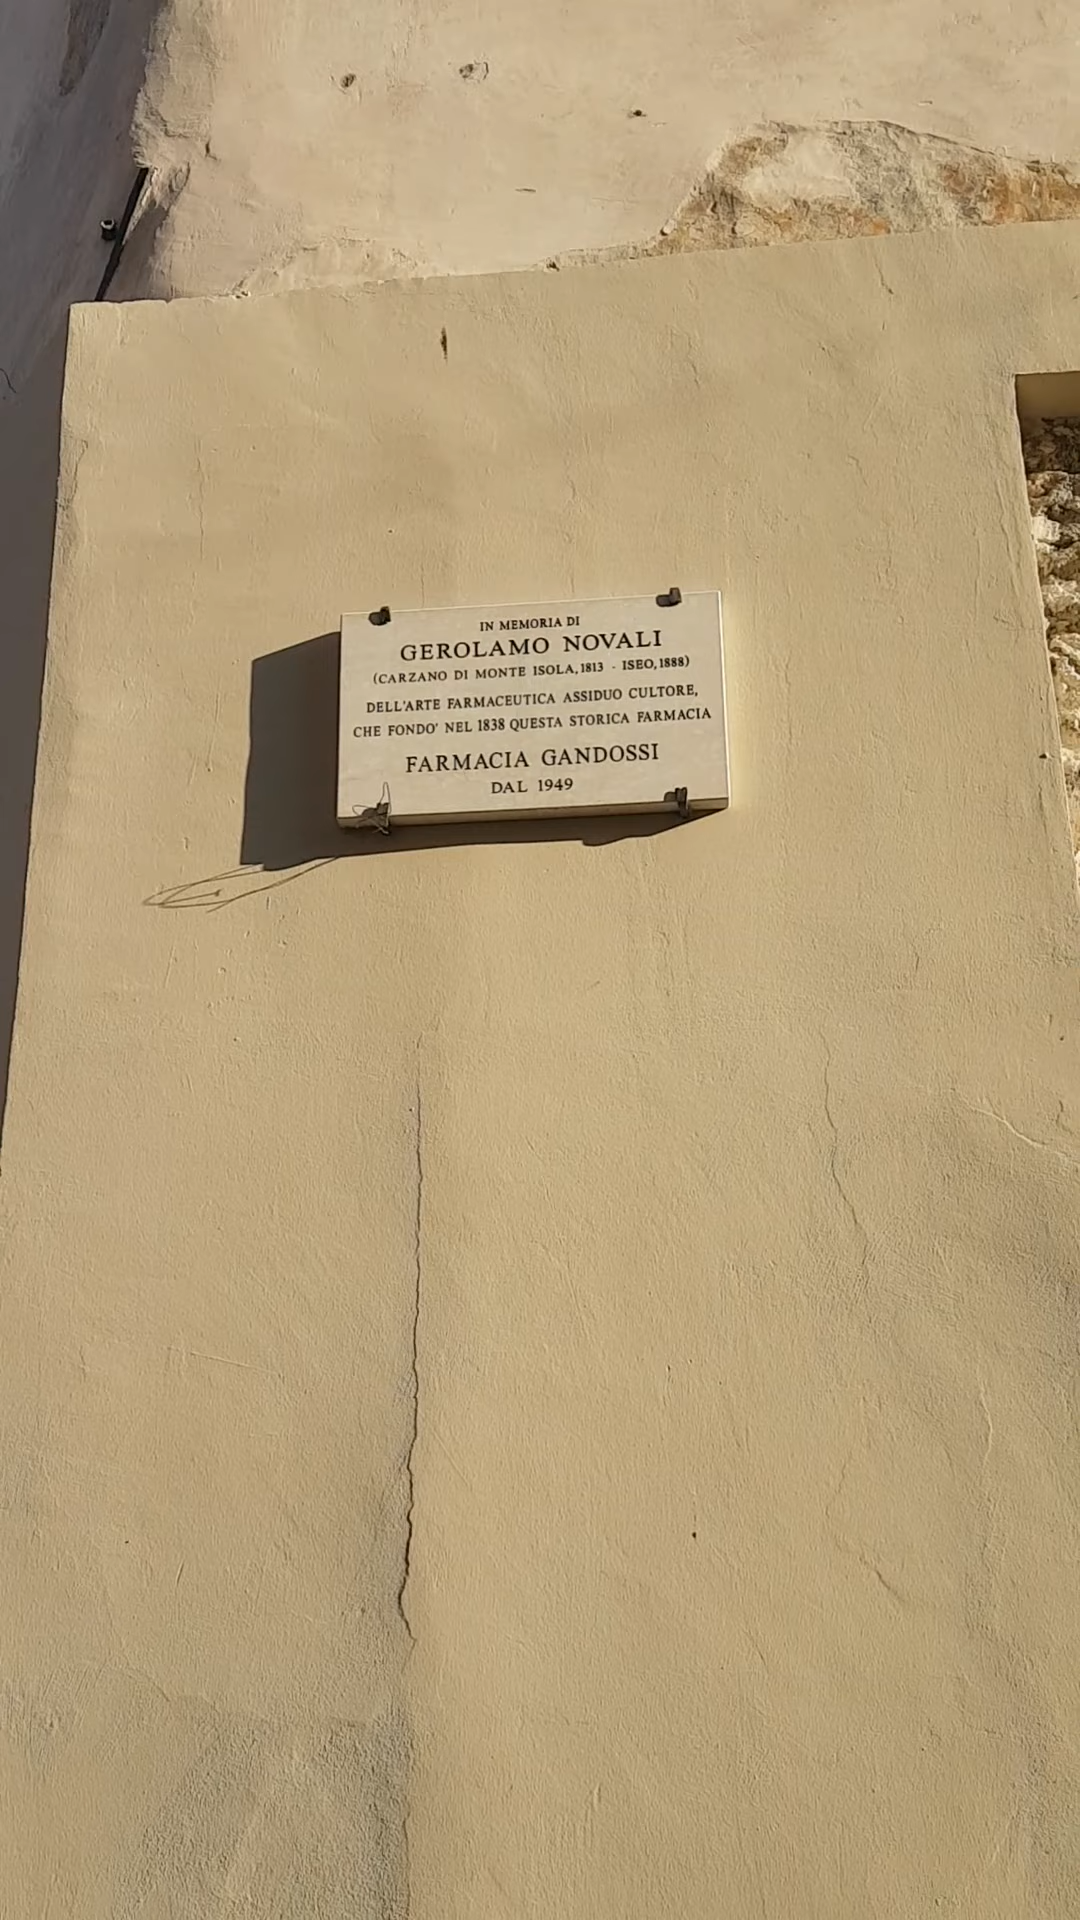 IN MEMORIA DI
GEROLAMO NOVALI
(CARZANO DI MONTE ISOLA, 1813 - ISEO, 1888)
DELL'ARTE FARMACEUTICA ASSIDUO CULTORE,
CHE FONDO' NEL 1838 QUESTA STORICA FARMACIA
FARMACIA GANDOSSI
DAL 1949